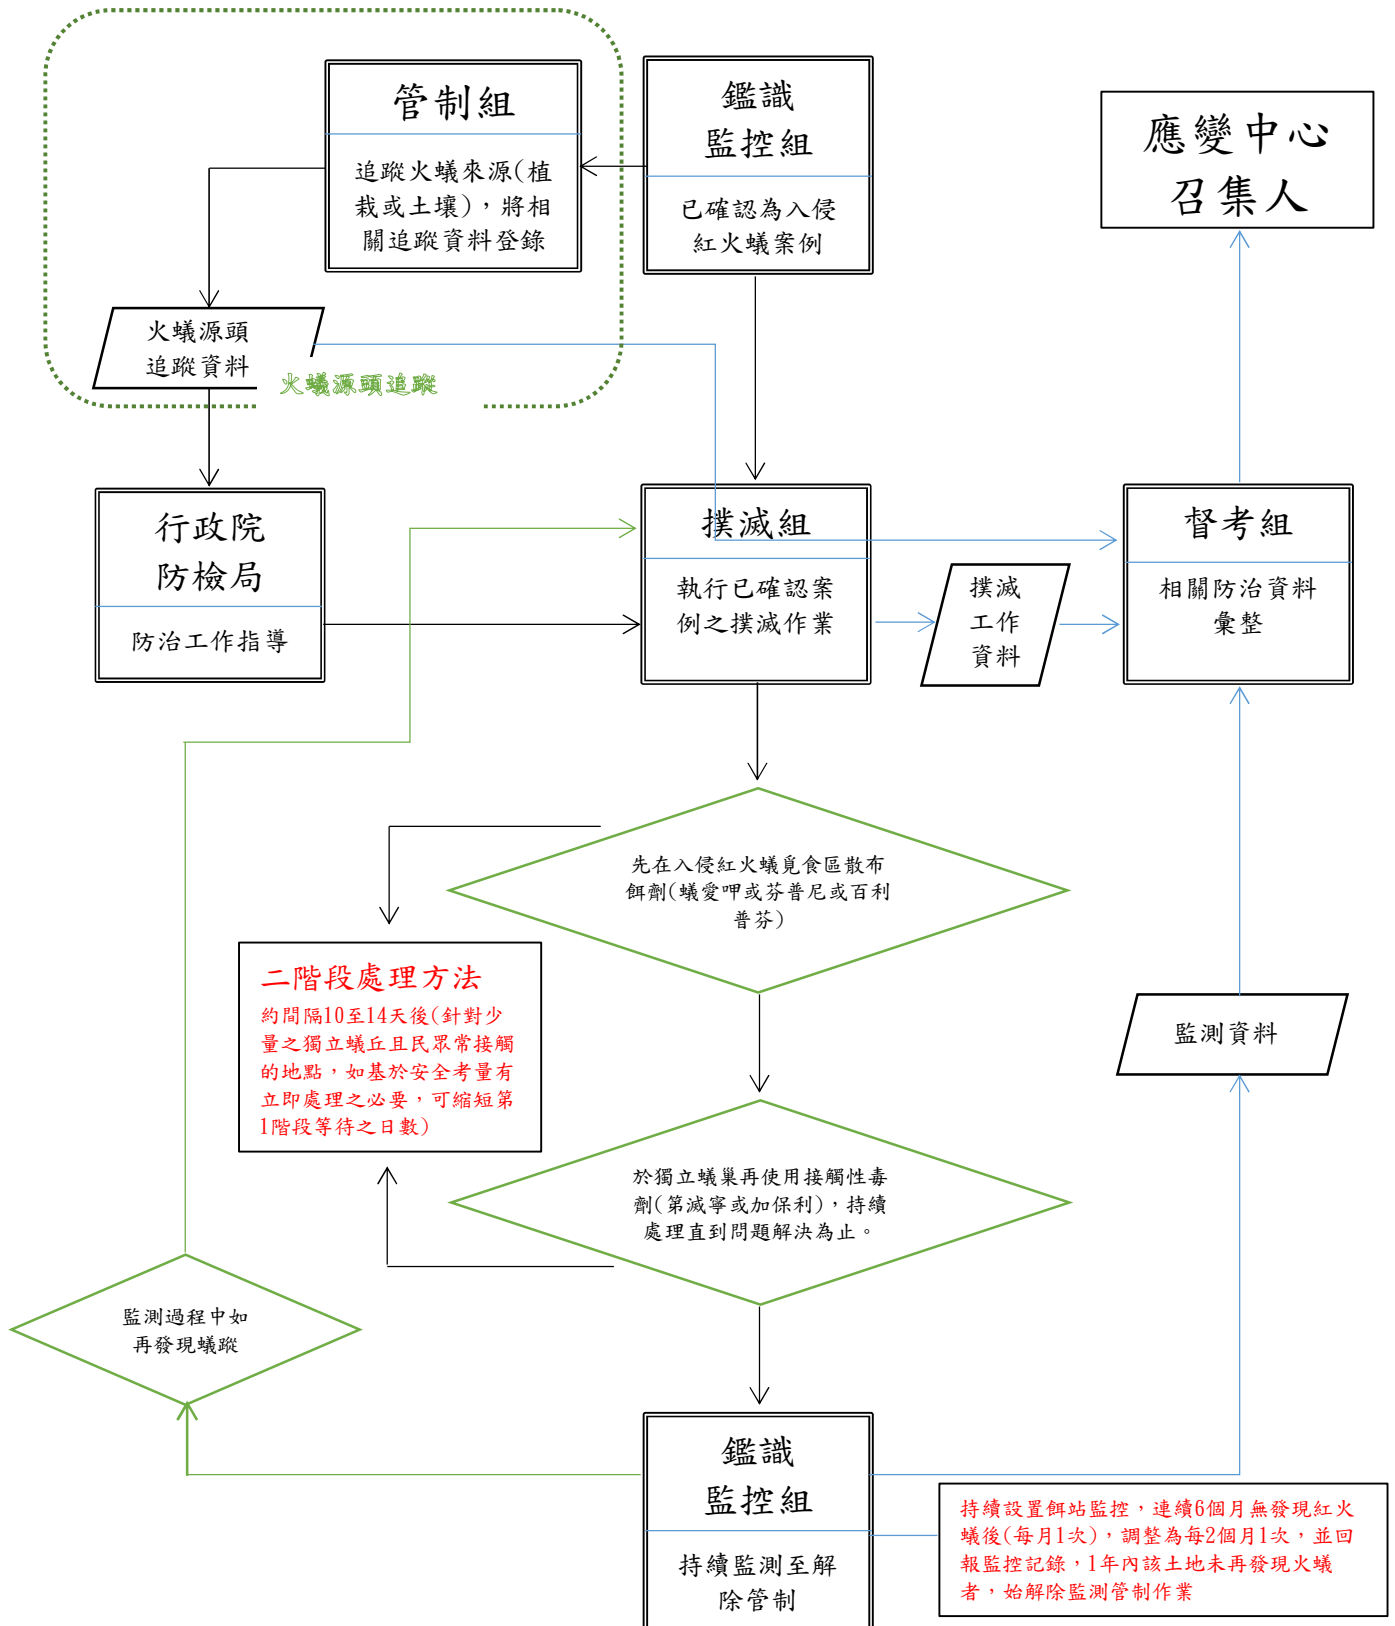 管制組
追蹤火蟻來源(植
栽或土壤)，將相
關追蹤資料登錄
鑑識
監控組
已確認為入侵
紅火蟻案例
應變中心
召集人
火蟻源頭
追蹤資料
火蟻源頭追蹤
行政院
防檢局
防治工作指導
撲滅組
執行已確認案
例之撲滅作業
撲滅
工作
資料
督考組
相關防治資料
彙整
先在入侵紅火蟻覓食區散布
餌劑(蟻愛呷或芬普尼或百利
普芬)
二階段處理方法
約間隔10至14天後(針對少
量之獨立蟻丘且民眾常接觸
的地點，如基於安全考量有
立即處理之必要，可縮短第
1階段等待之日數)
監測資料
於獨立蟻巢再使用接觸性毒
劑(第滅寧或加保利)，持續
處理直到問題解決為止。
監測過程中如
再發現蟻蹤
鑑識
監控組
持續監測至解
除管制
持續設置餌站監控，連續6個月無發現紅火
蟻後(每月1次)，調整為每2個月1次，並回
報監控記錄，1年內該土地未再發現火蟻
者，始解除監測管制作業